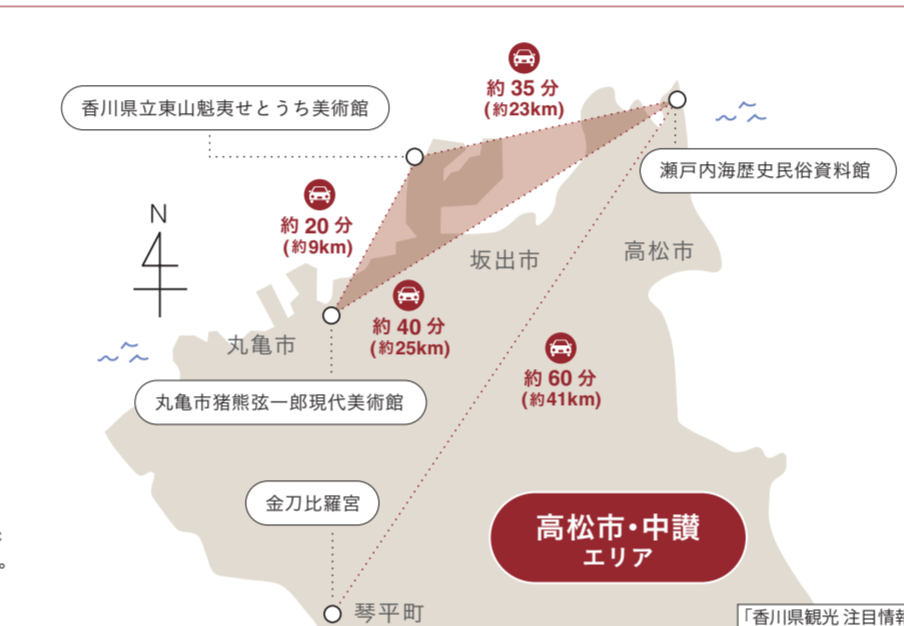 約 35 分
(約23km)
香川県立東山魁夷せとうち美術館
瀬戸内海歴史民俗資料館
約 20 分
(約9km)
N
坂出市
高松市
約 40 分
(約25km)
丸亀市
約 60 分
(約41km)
丸亀市猪熊弦一郎現代美術館
金刀比羅宮
高松市・中讃
エリア
。
琴平町
「香川県観光 注目情報